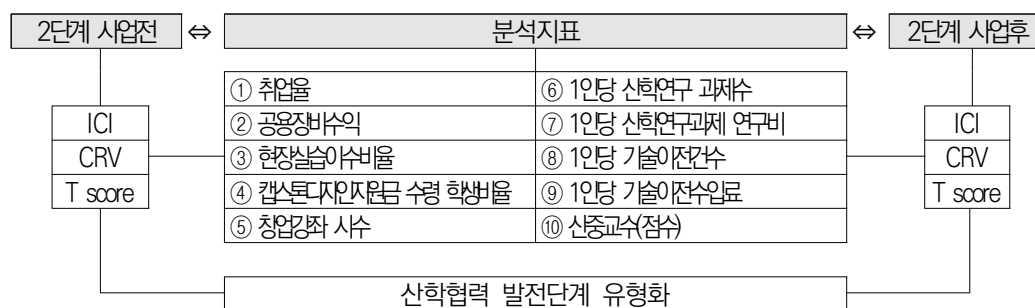 2단계 사업전 ⇔ 분석지표 ⇔ 2단계 사업후
① 취업율 ⑥ 1인당 산학연구 과제수
ICI ② 공용장비수익 ⑦ 1인당 산학연구과제 연구비 ICI
CRV ③ 현장실습이수비율 ⑧ 1인당 기술이전건수 CRV
T score ④ 캡스톤디자인지원금 수령 학생비율 ⑨ 1인당 기술이전수입료 T score
⑤ 창업강좌 시수 ⑩ 산중교수(점수)
산학협력 발전단계 유형화